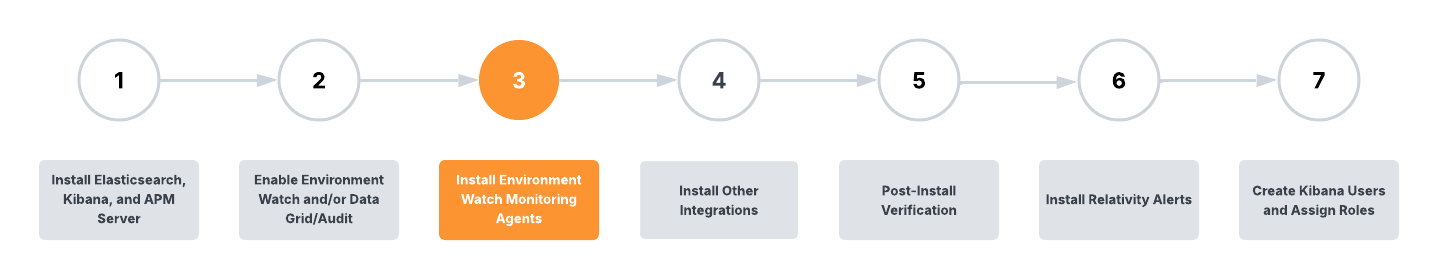 1
2
3
4
5
6
7
Install Elasticsearch,
Kibana, and APM
Server
Enable Environment
Watch and/or Data
Grid/Audit
Install Environment
Watch Monitoring
Agents
Install Other
Integrations
Post-Install
Verification
Install Relativity Alerts
Create Kibana Users
and Assign Roles